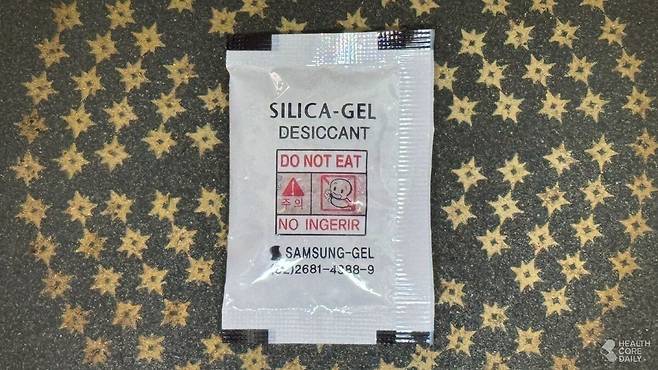 SILICA-GEL
DESICCANT
DO NOT EAT
주의
NO INGERIR
SAMSUNG-GEL
HEALTH
CORE
DAILY